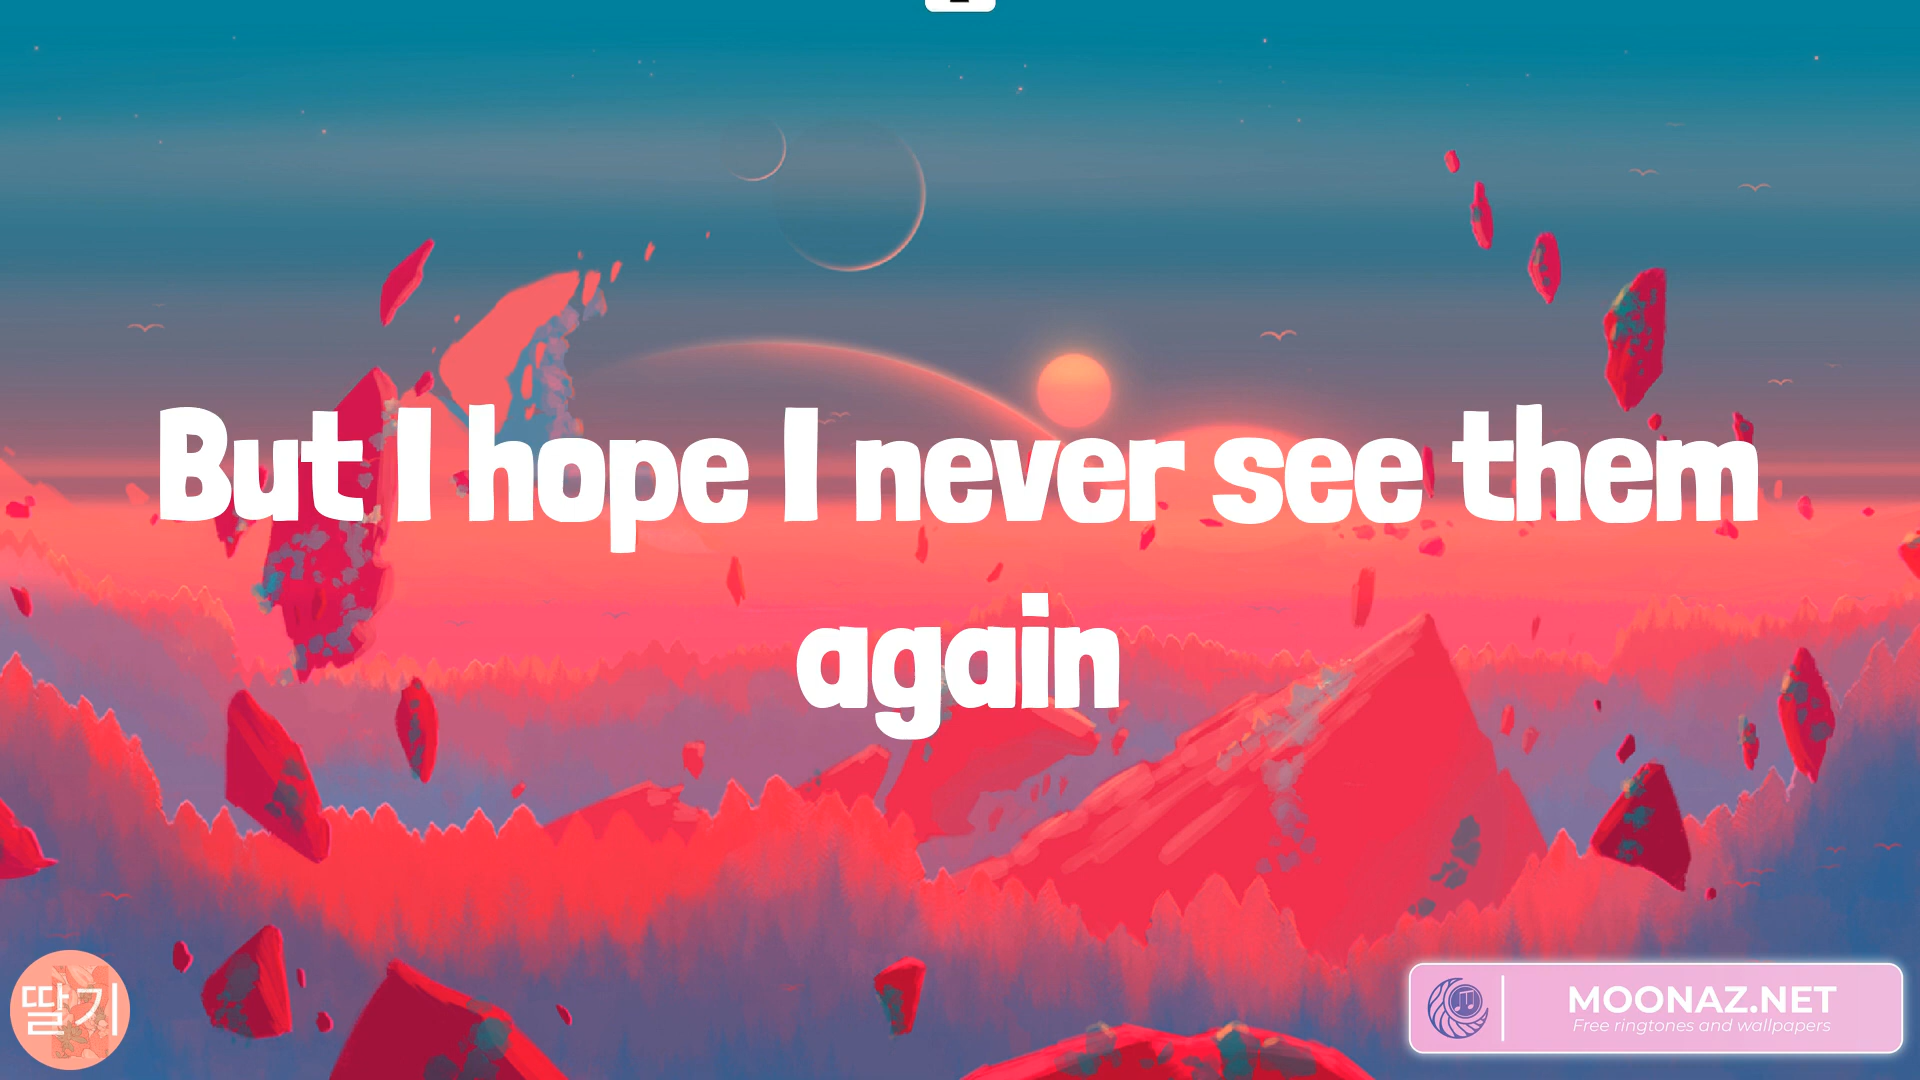 But I hope I never see them
again
딸기
MOONAZ.NET
Free ringtones and wallpapers